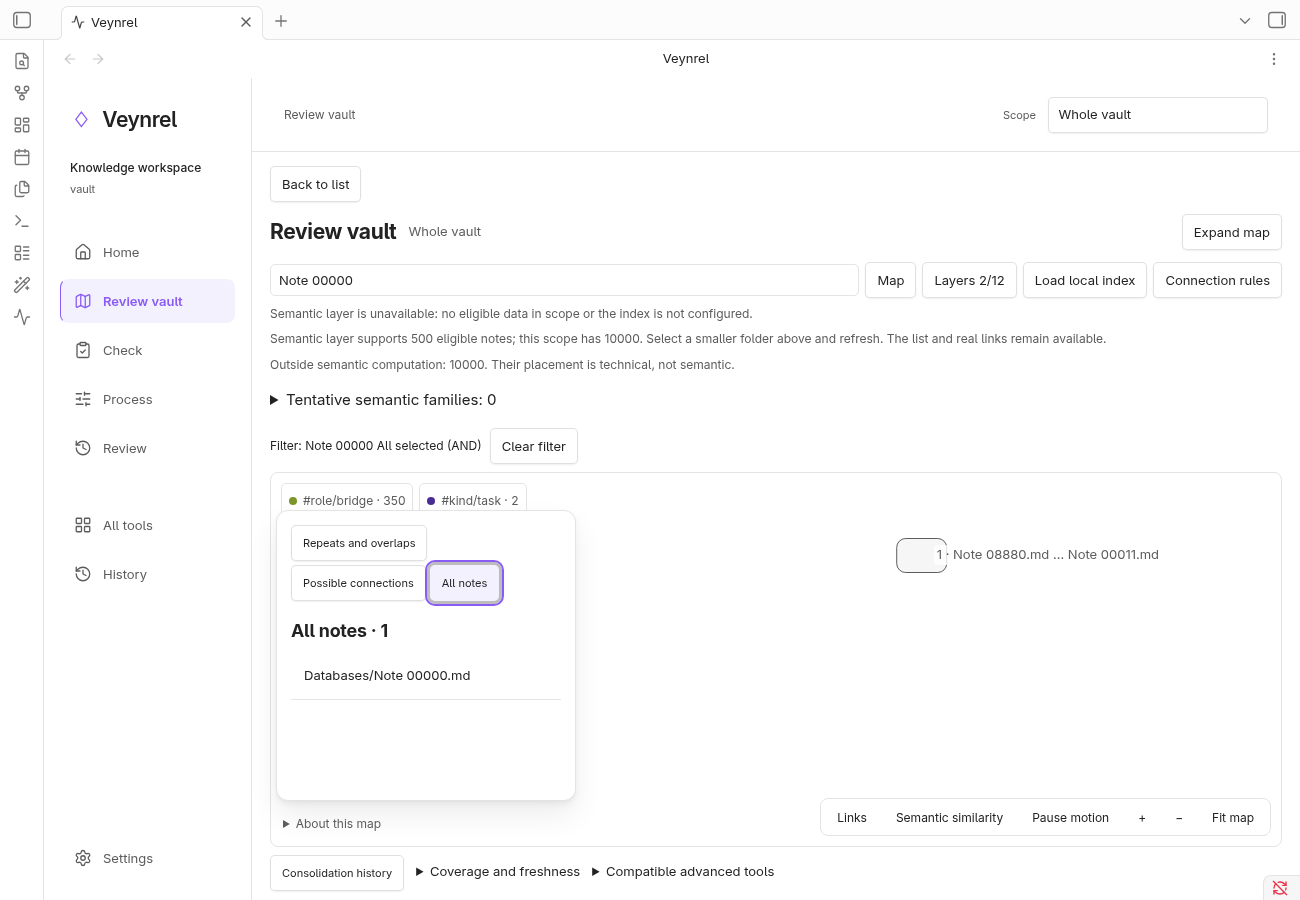 Veynrel
Veynrel
Review vault
Scope
Whole vault
Veynrel
Knowledge workspace
vault
Home
Review vault
Check
Process
Review
All tools
History
Settings
Back to list
Review vault
Whole vault
Expand map
Note 00000
Map
Layers 2/12
Load local index
Connection rules
Semantic layer is unavailable: no eligible data in scope or the index is not configured.
Semantic layer supports 500 eligible notes; this scope has 10000. Select a smaller folder above and refresh. The list and real links remain available.
Outside semantic computation: 10000. Their placement is technical, not semantic.
Tentative semantic families: 0
Filter: Note 00000 All selected (AND)
Clear filter
#role/bridge · 350
#kind/task · 2
Repeats and overlaps
Possible connections
All notes
All notes · 1
Databases/Note 00000.md
1 · Note 08880.md ... Note 00011.md
About this map
Links
Semantic similarity
Pause motion
+
−
Fit map
Consolidation history
Coverage and freshness
Compatible advanced tools